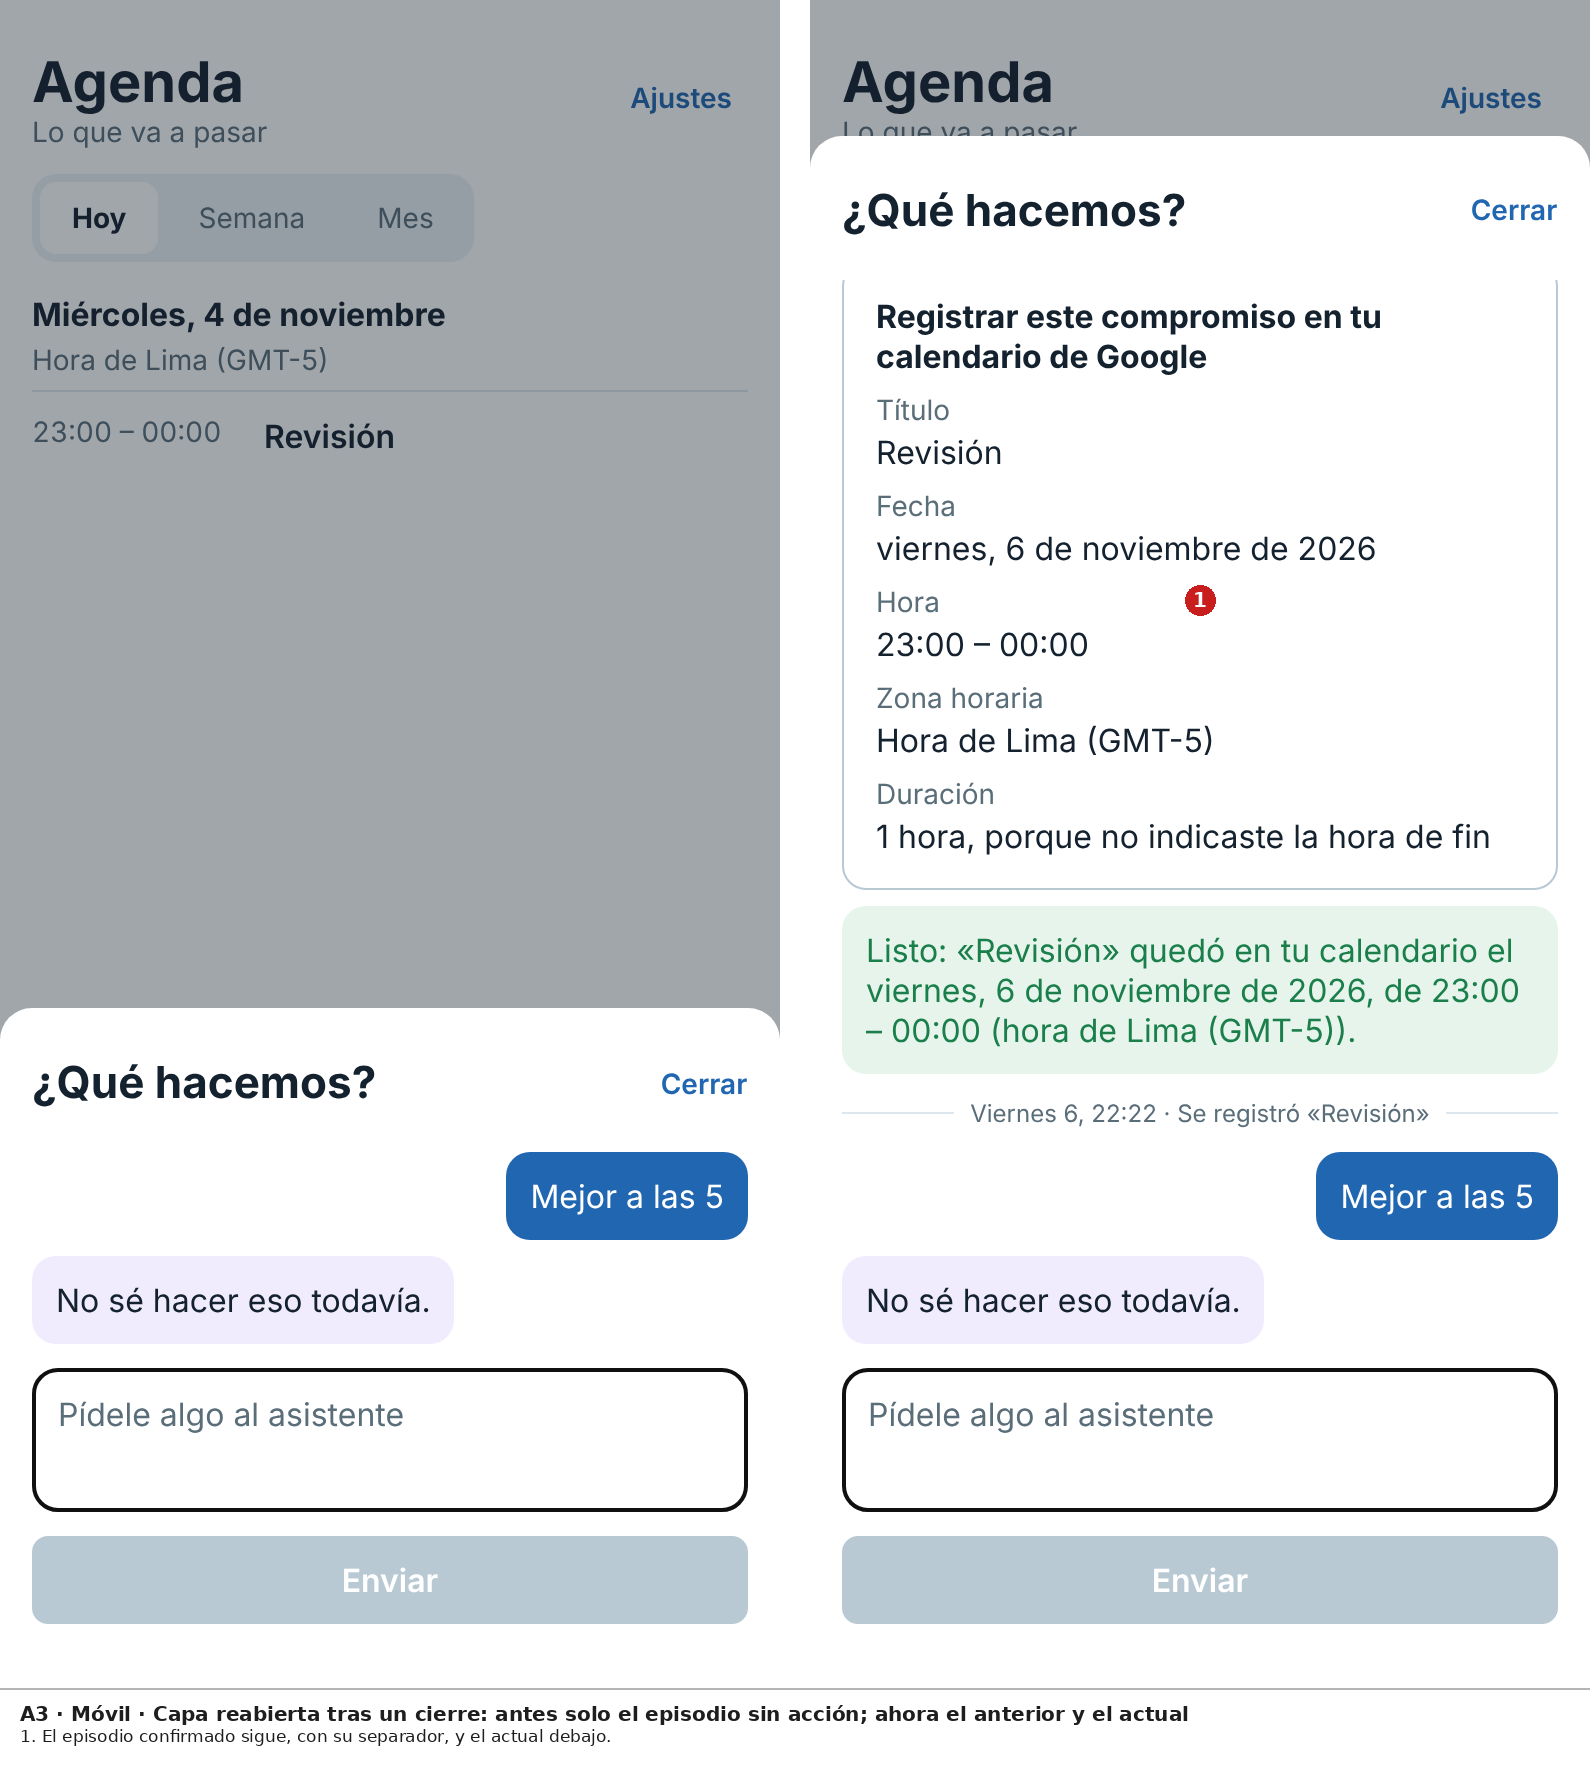 Agenda
Ajustes
Lo que va a pasar
Hoy
Semana
Mes
Miércoles, 4 de noviembre
Hora de Lima (GMT-5)
23:00 – 00:00
Revisión
¿Qué hacemos?
Cerrar
Mejor a las 5
No sé hacer eso todavía.
Pídele algo al asistente
Enviar
Agenda
Ajustes
Lo que va a pasar
¿Qué hacemos?
Cerrar
Registrar este compromiso en tu
calendario de Google
Título
Revisión
Fecha
viernes, 6 de noviembre de 2026
Hora
1
23:00 – 00:00
Zona horaria
Hora de Lima (GMT-5)
Duración
1 hora, porque no indicaste la hora de fin
Listo: «Revisión» quedó en tu calendario el
viernes, 6 de noviembre de 2026, de 23:00
– 00:00 (hora de Lima (GMT-5)).
Viernes 6, 22:22 · Se registró «Revisión»
Mejor a las 5
No sé hacer eso todavía.
Pídele algo al asistente
Enviar
A3 · Móvil · Capa reabierta tras un cierre: antes solo el episodio sin acción; ahora el anterior y el actual
1. El episodio confirmado sigue, con su separador, y el actual debajo.